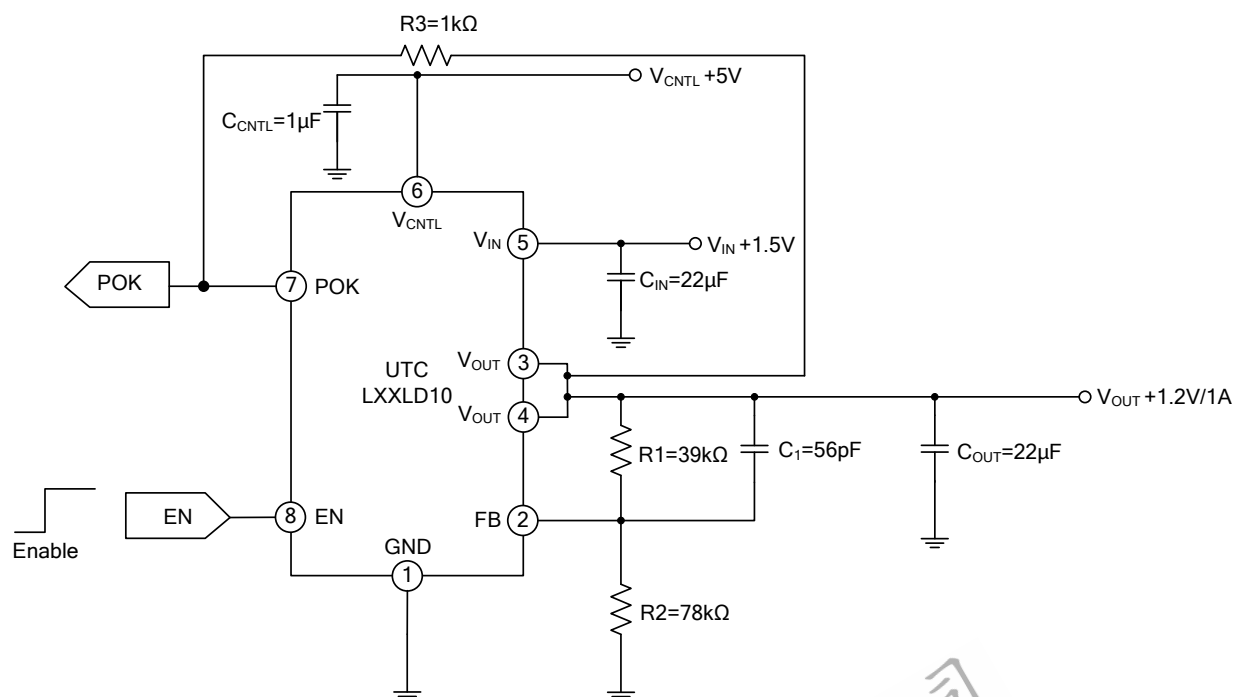 R3=1kΩ
VCNTL +5V
CCNTL=1µF
6
VCNTL
VIN
5
VIN +1.5V
CIN=22µF
POK
7
POK
UTC
LXXLD10
VOUT
3
VOUT
4
VOUT +1.2V/1A
R1=39kΩ
C1=56pF
COUT=22µF
Enable
EN
8
EN
FB
2
GND
1
R2=78kΩ
司